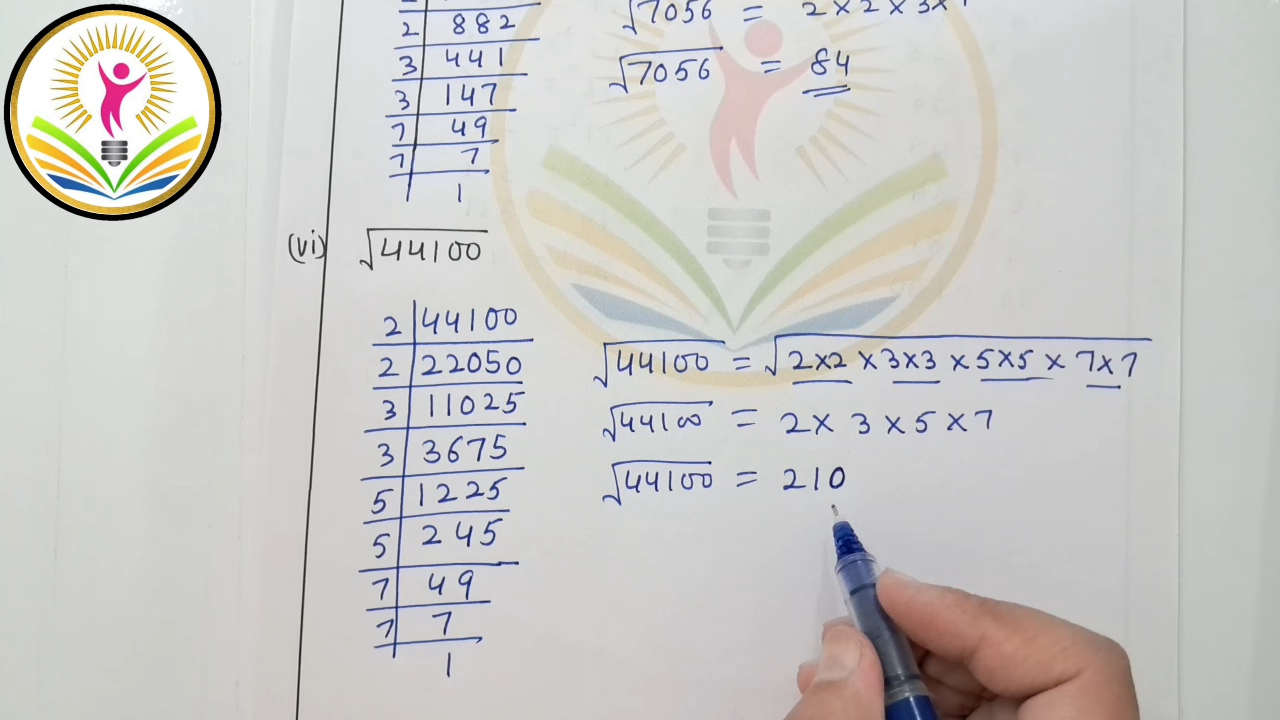 2 | 882
3 | 441
3 | 147
7 | 49
7 | 7
1
√7056 = 2 × 2 × 3 ×
√7056 = 84
(vi) √44100
2 | 44100
2 | 22050
3 | 11025
3 | 3675
5 | 1225
5 | 245
7 | 49
7 | 7
1
√44100 = √2×2 × 3×3 × 5×5 × 7×7
√44100 = 2 × 3 × 5 × 7
√44100 = 210